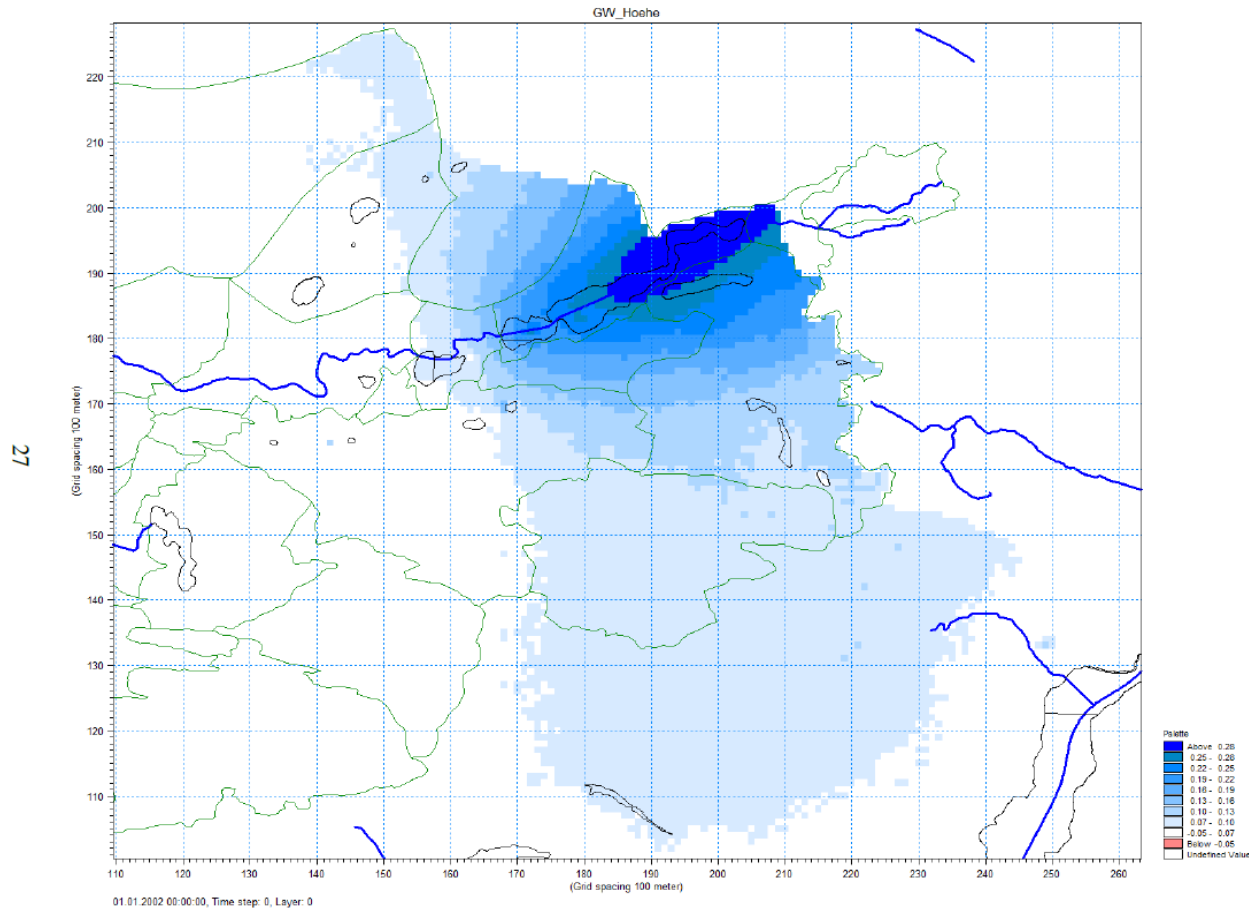 GW_Hoehe
220
210
200
190
180
170
160
150
140
130
120
110
(Grid spacing 100 meter)
27
110 120 130 140 150 160 170 180 190 200 210 220 230 240 250 260
(Grid spacing 100 meter)
01.01.2002 00:00:00, Time step: 0, Layer: 0
Palette
Above 0.28
0.25 - 0.28
0.22 - 0.25
0.19 - 0.22
0.16 - 0.19
0.13 - 0.16
0.10 - 0.13
0.07 - 0.10
-0.05 - 0.07
Below -0.05
Undefined Value